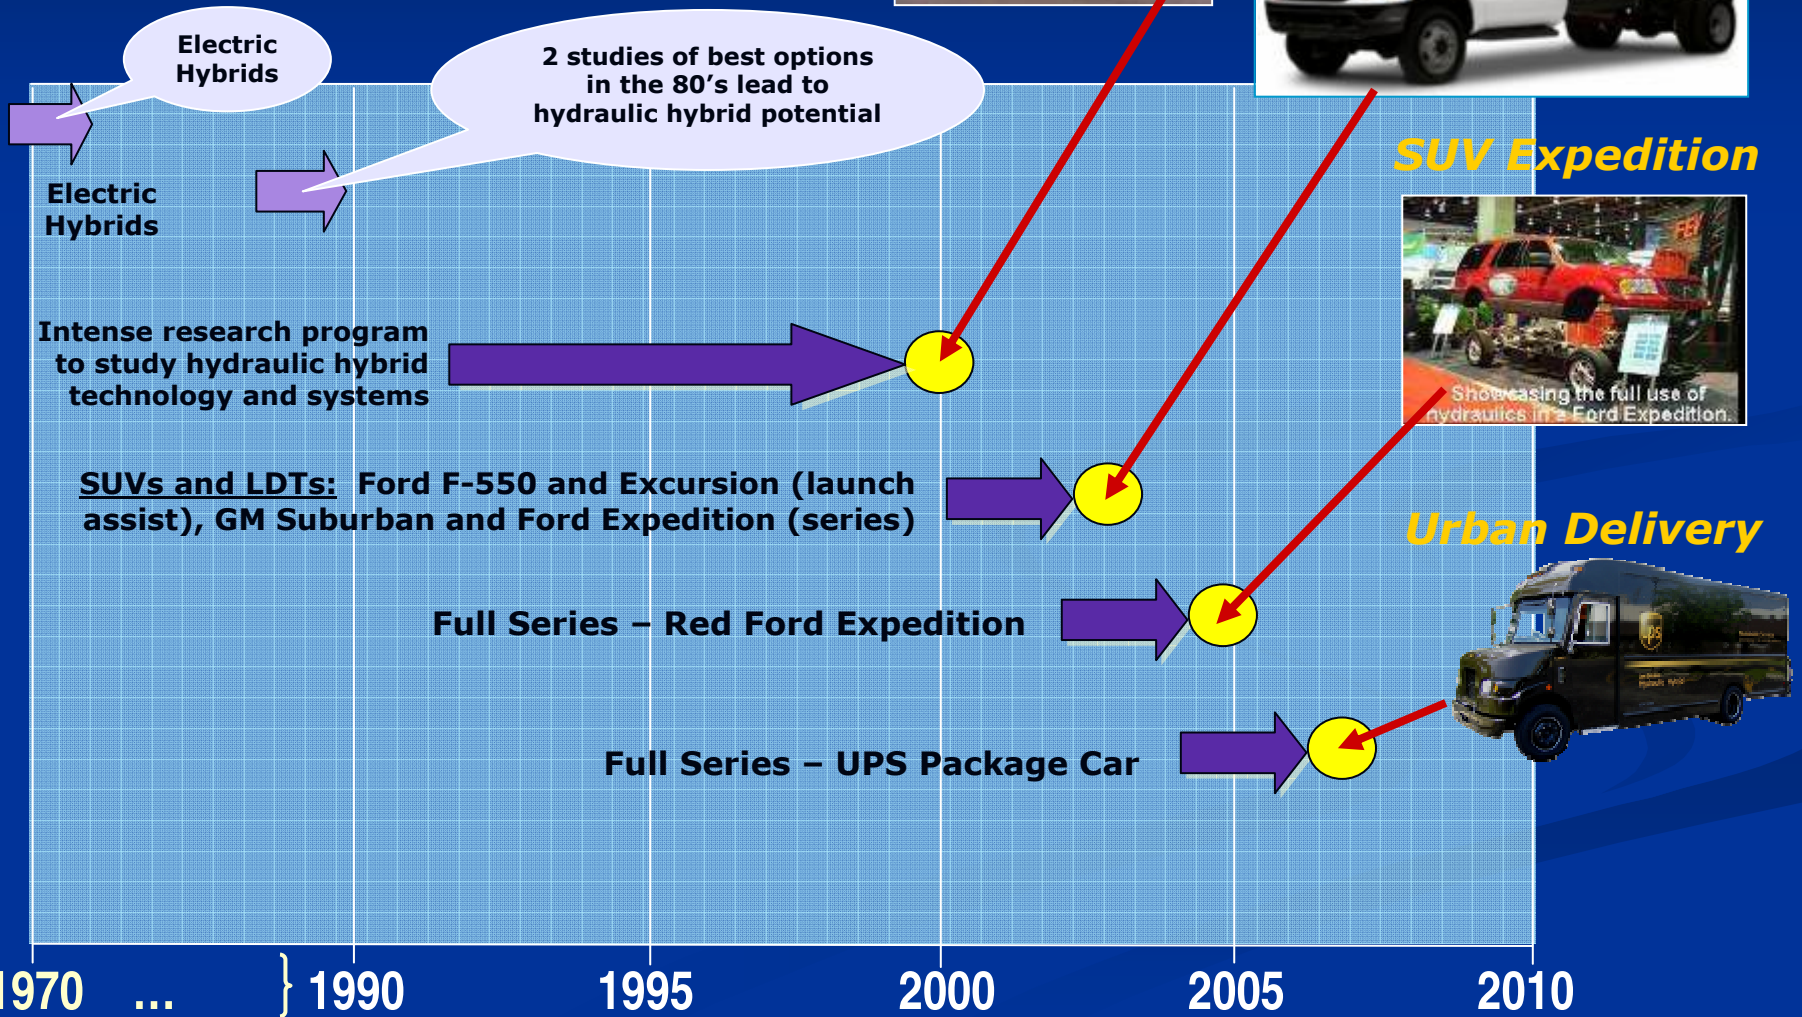 Electric
Hybrids
2 studies of best options
in the 80's lead to
hydraulic hybrid potential
SUV Expedition
Electric
Hybrids
Intense research program
to study hydraulic hybrid
technology and systems
Showcasing the full use of
hydraulics in a Ford Expedition.
SUVs and LDTs: Ford F-550 and Excursion (launch
assist), GM Suburban and Ford Expedition (series)
Urban Delivery
Full Series – Red Ford Expedition
ups
Full Series – UPS Package Car
1970 ... } 1990 1995 2000 2005 2010